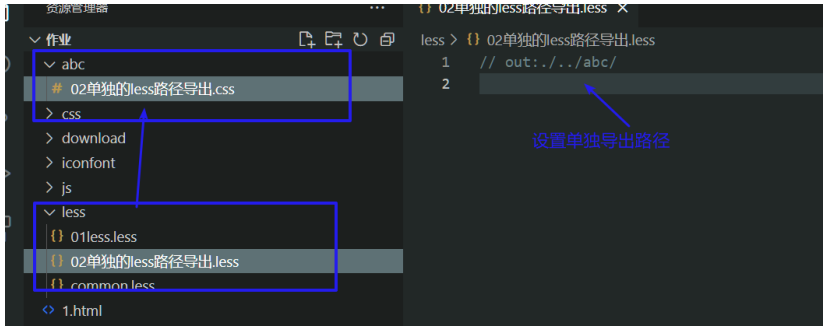 资源管理器
···
作业
abc
# 02单独的less路径导出.css
css
download
iconfont
js
less
{} 01less.less
{} 02单独的less路径导出.less
{} common.less
<> 1.html
{} 02单独的less路径导出.less ×
less > {} 02单独的less路径导出.less
1 // out:./../abc/
2
设置单独导出路径